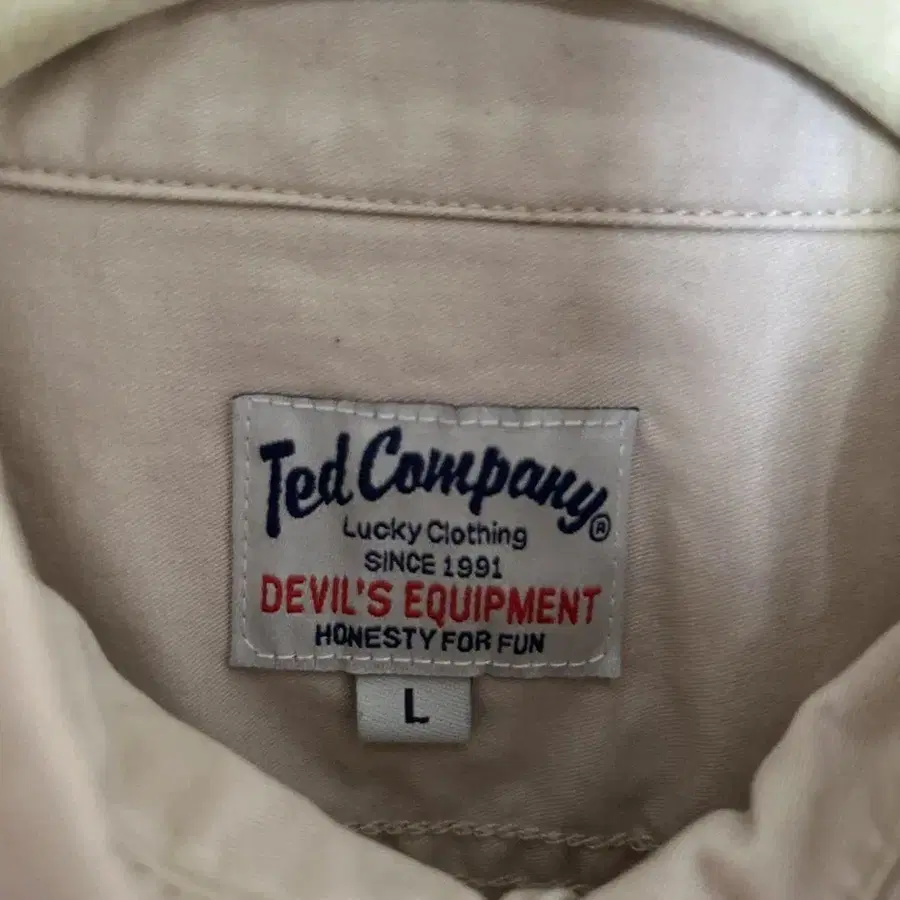 Ted Company®
Lucky Clothing
SINCE 1991
DEVIL'S EQUIPMENT
HONESTY FOR FUN
L